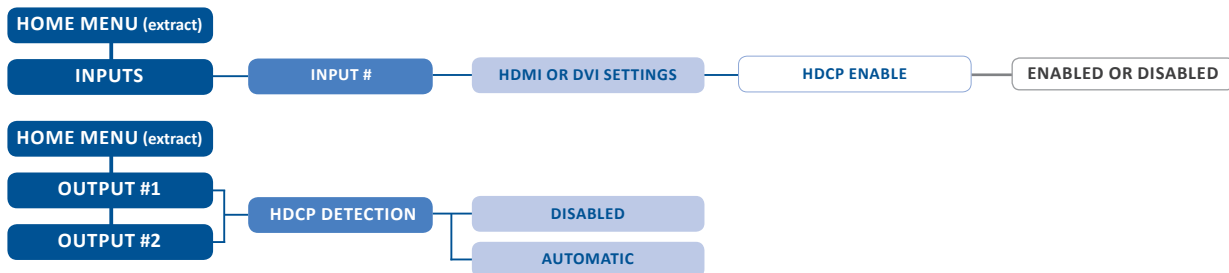 HOME MENU (extract)
INPUTS
INPUT #
HDMI OR DVI SETTINGS
HDCP ENABLE
ENABLED OR DISABLED
HOME MENU (extract)
OUTPUT #1
HDCP DETECTION
DISABLED
OUTPUT #2
AUTOMATIC